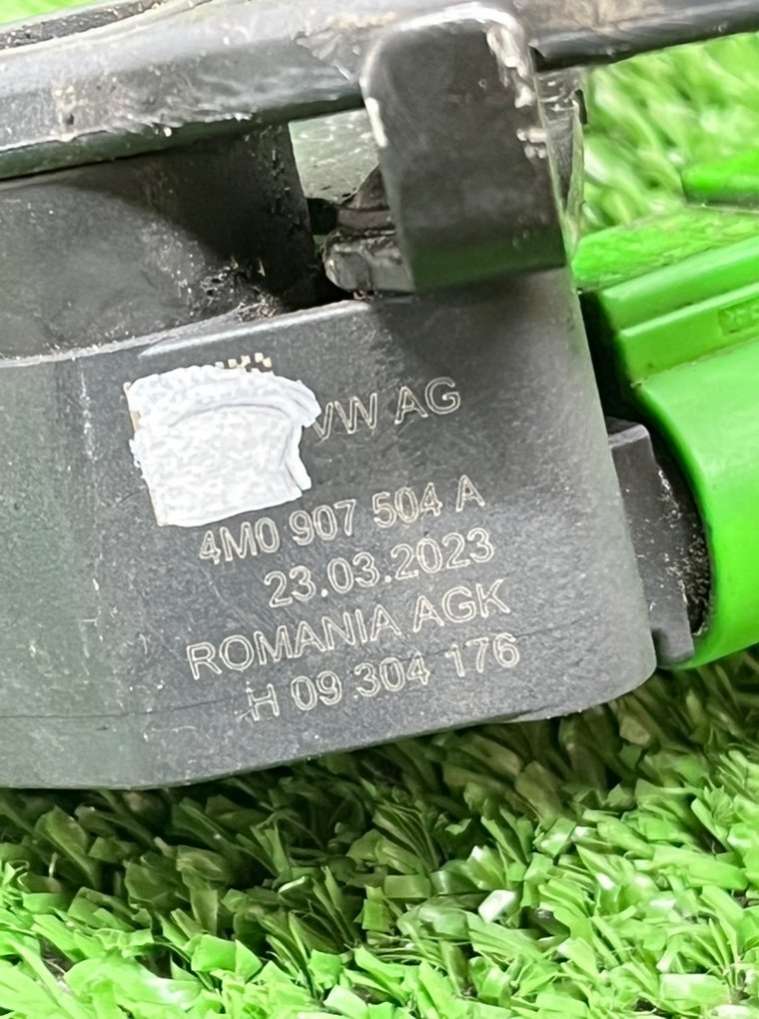 VW AG
4M0 907 504 A
23.03.2023
ROMANIA AGK
H 09 304 176